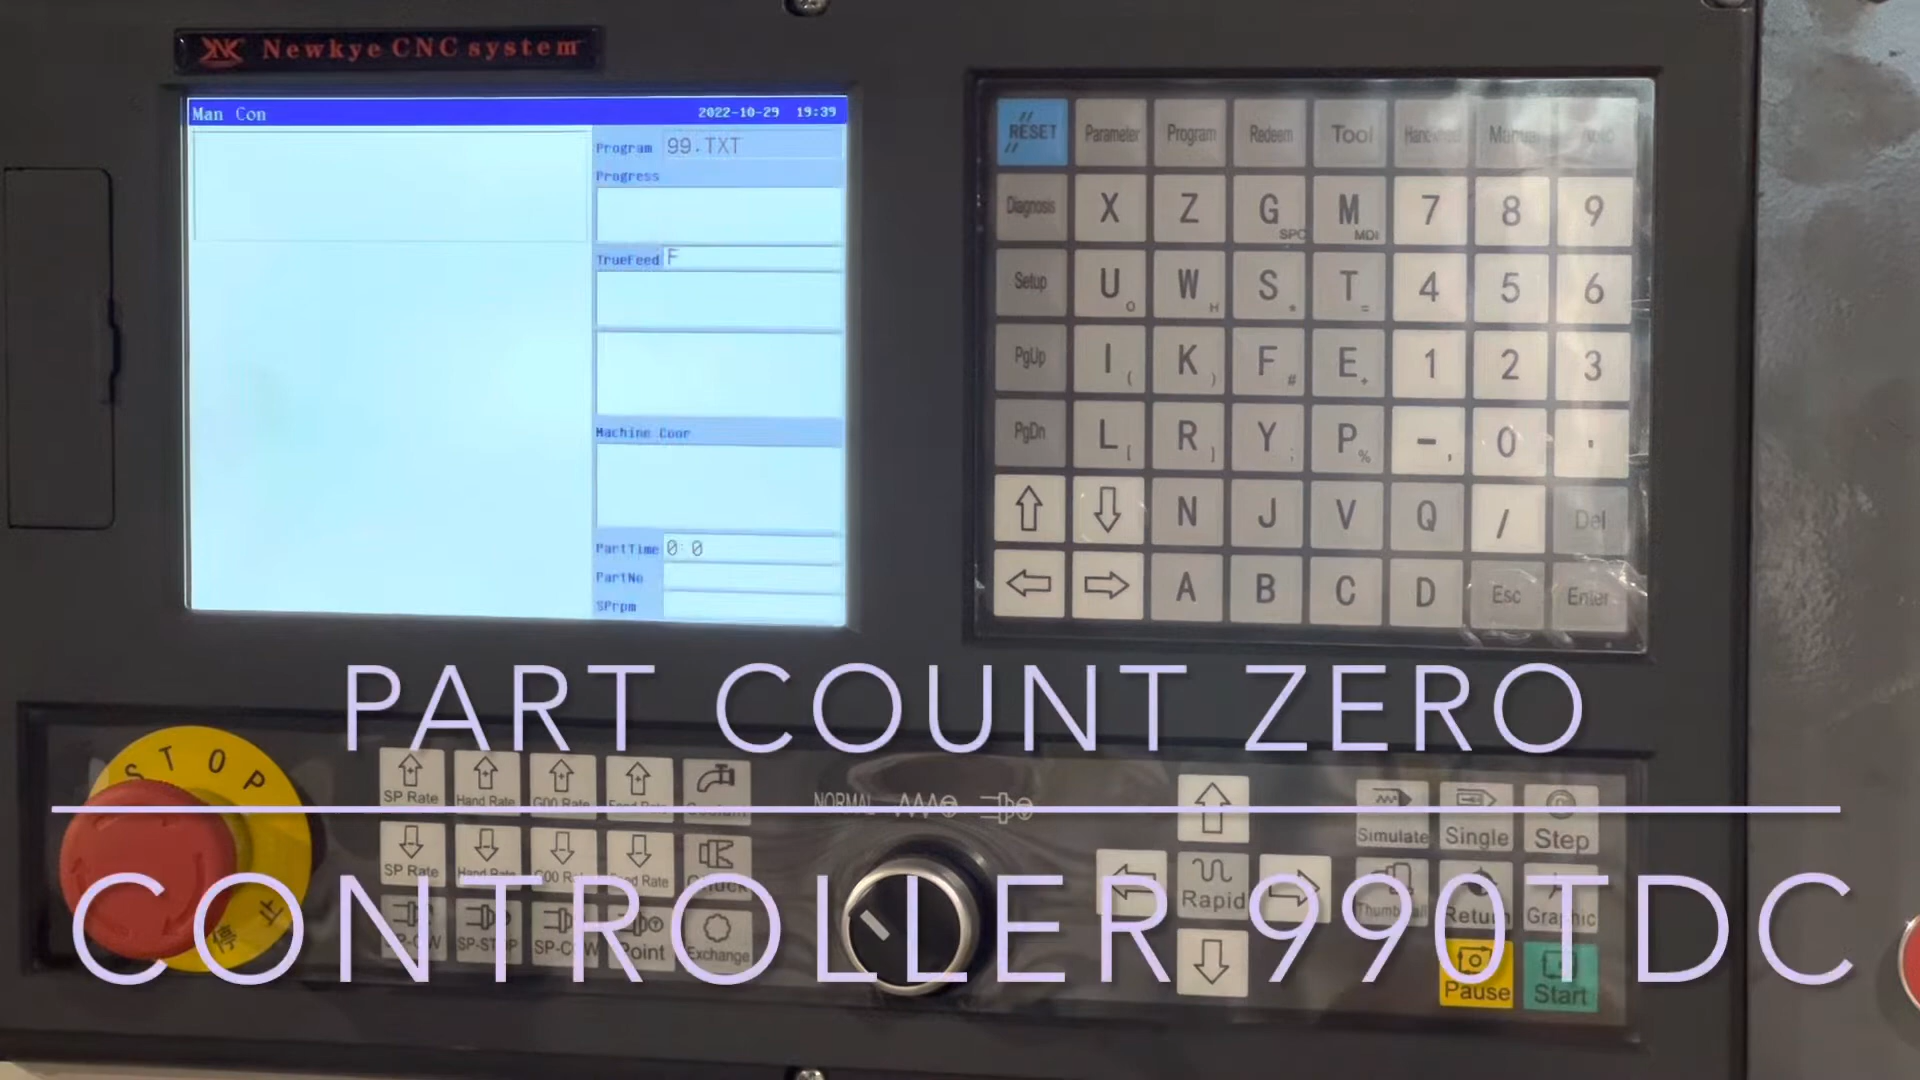 Newkye CNC system
Man Con 2022-10-29 19:39
Program 99.TXT
Progress
TrueFeed F
Machine Coor
PartTime 0: 0
PartNo
SPrpm
RESET Parameter Program Redeem Tool
Diagnosis X Z G SPC M MDi 7 8 9
Setup U O W H S * T = 4 5 6
PgUp I ( K ) F # E + 1 2 3
PgDn L [ R ] Y ; P % - , 0 .
N J V Q / Del
A B C D Esc Enter
PART COUNT ZERO
CONTROLLER 990TDC
STOP
停 止
SP Rate Hand Rate G00 Rate Feed Rate
SP Rate Hand Rate G00 Rate Feed Rate Chuck
SP-CW SP-STOP SP-CCW Point Exchange
NORMAL
Rapid
Simulate Single Step
Return Graphic
Pause Start